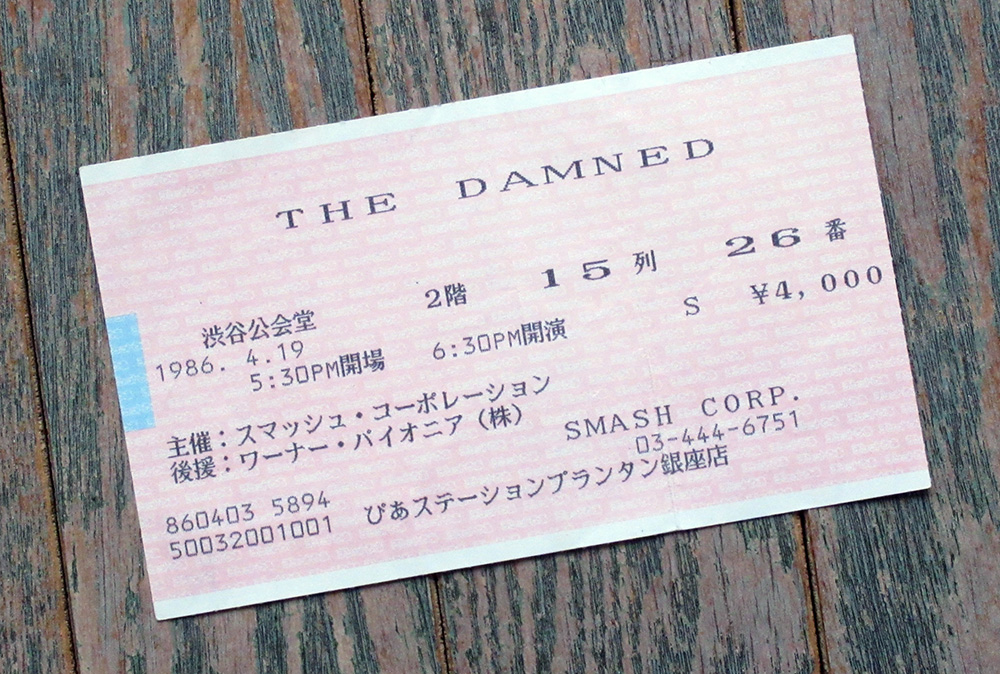 THE DAMNED
渋谷公会堂 2階 15列 26番
1986. 4.19 S ¥4,000
5:30PM開場 6:30PM開演
主催：スマッシュ・コーポレーション
後援：ワーナー・パイオニア（株）
SMASH CORP.
03-444-6751
860403 5894 ぴあステーションプランタン銀座店
50032001001